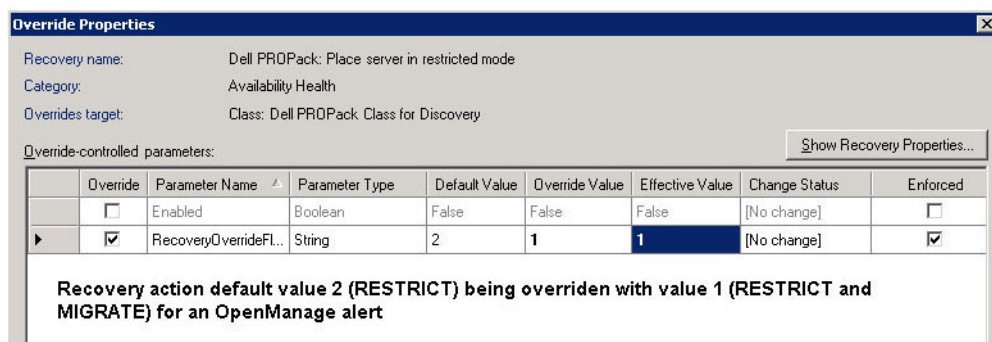 Override Properties
Recovery name: Dell PROPack: Place server in restricted mode
Category: Availability Health
Overrides target: Class: Dell PROPack Class for Discovery
Override-controlled parameters: Show Recovery Properties...
Override Parameter Name Parameter Type Default Value Override Value Effective Value Change Status Enforced
Enabled Boolean False False False [No change]
RecoveryOverrideFl... String 2 1 1 [No change]
Recovery action default value 2 (RESTRICT) being overriden with value 1 (RESTRICT and
MIGRATE) for an OpenManage alert